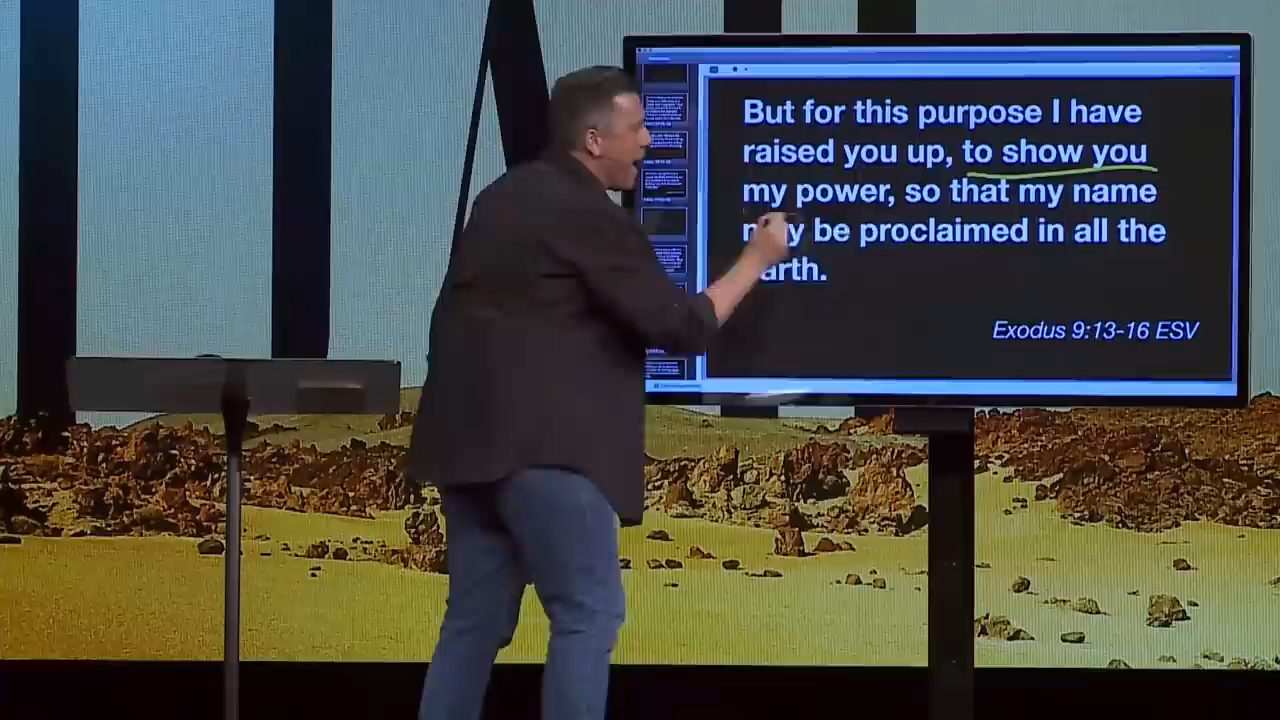 But for this purpose I have
raised you up, to show you
my power, so that my name
be proclaimed in all the
Exodus 9:13-16 ESV